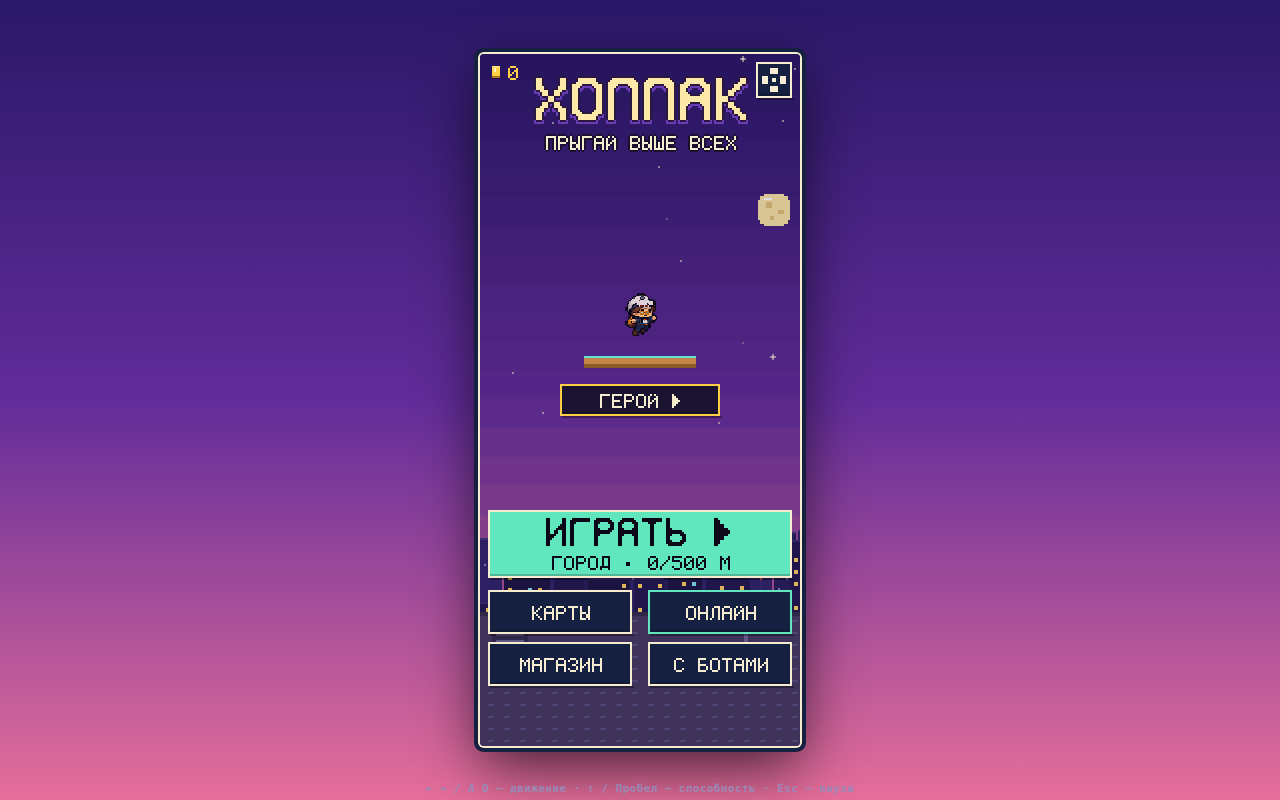 0
ХОППАК
ПРЫГАЙ ВЫШЕ ВСЕХ
ГЕРОЙ
ИГРАТЬ
ГОРОД · 0/500 М
КАРТЫ
ОНЛАЙН
МАГАЗИН
С БОТАМИ
/ A D — движение · ↑ / Пробел — способность · Esc — пауза